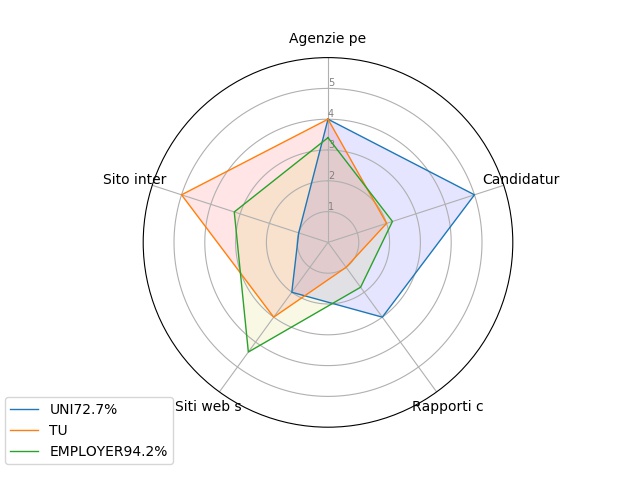 Agenzie pe
5
4
3
2
1
Sito inter
Candidatur
Siti web s
Rapporti c
UNI72.7%
TU
EMPLOYER94.2%